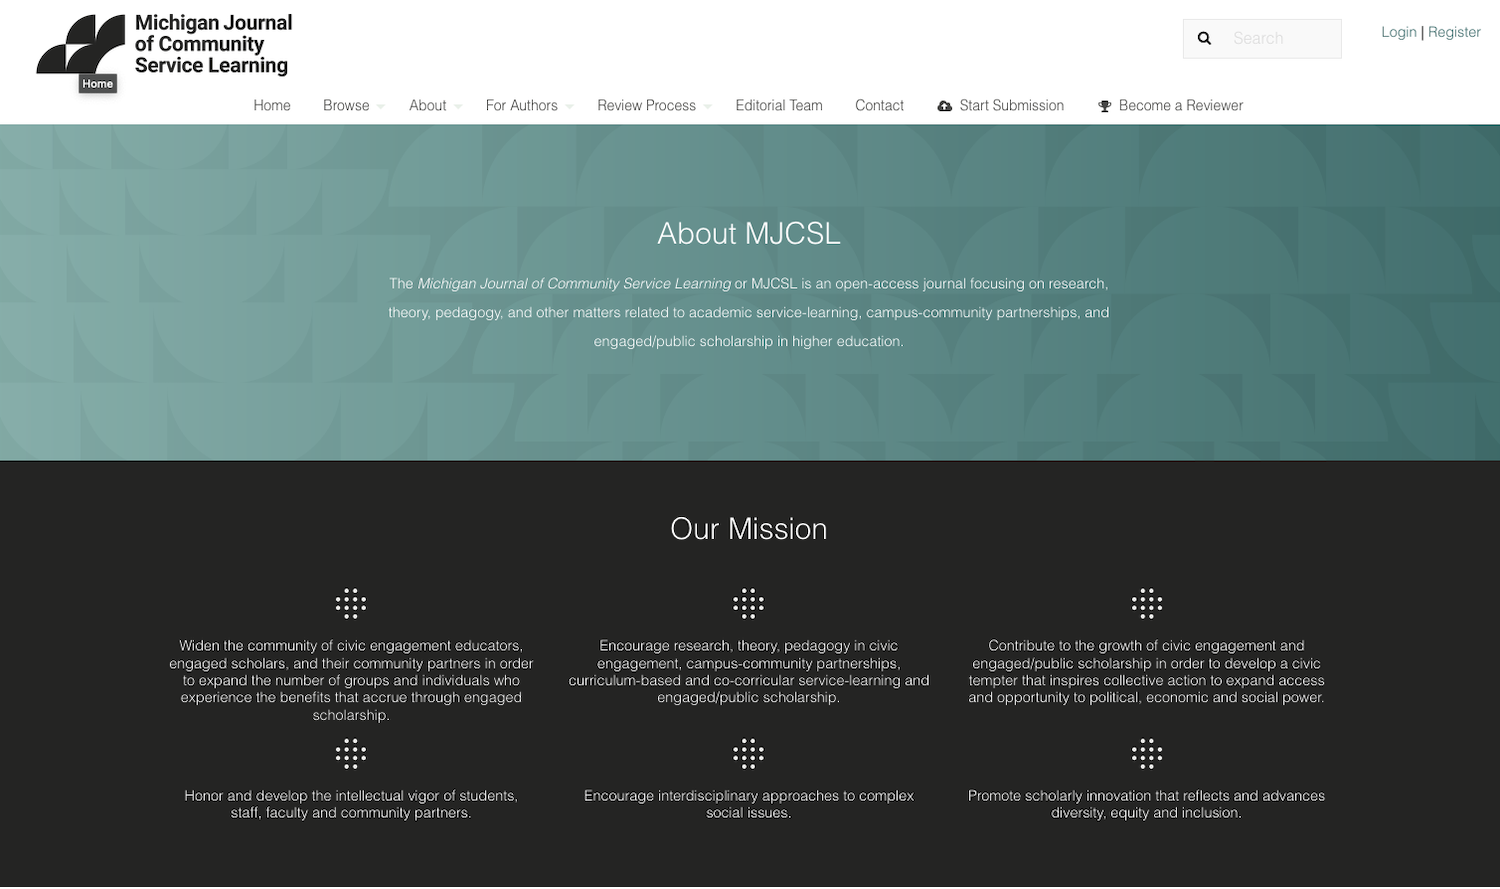 Michigan Journal
of Community
Service Learning
Home
Search
Login | Register
Home Browse About For Authors Review Process Editorial Team Contact Start Submission Become a Reviewer
About MJCSL
The Michigan Journal of Community Service Learning or MJCSL is an open-access journal focusing on research,
theory, pedagogy, and other matters related to academic service-learning, campus-community partnerships, and
engaged/public scholarship in higher education.
Our Mission
Widen the community of civic engagement educators,
engaged scholars, and their community partners in order
to expand the number of groups and individuals who
experience the benefits that accrue through engaged
scholarship.
Encourage research, theory, pedagogy in civic
engagement, campus-community partnerships,
curriculum-based and co-corricular service-learning and
engaged/public scholarship.
Contribute to the growth of civic engagement and
engaged/public scholarship in order to develop a civic
tempter that inspires collective action to expand access
and opportunity to political, economic and social power.
Honor and develop the intellectual vigor of students,
staff, faculty and community partners.
Encourage interdisciplinary approaches to complex
social issues.
Promote scholarly innovation that reflects and advances
diversity, equity and inclusion.